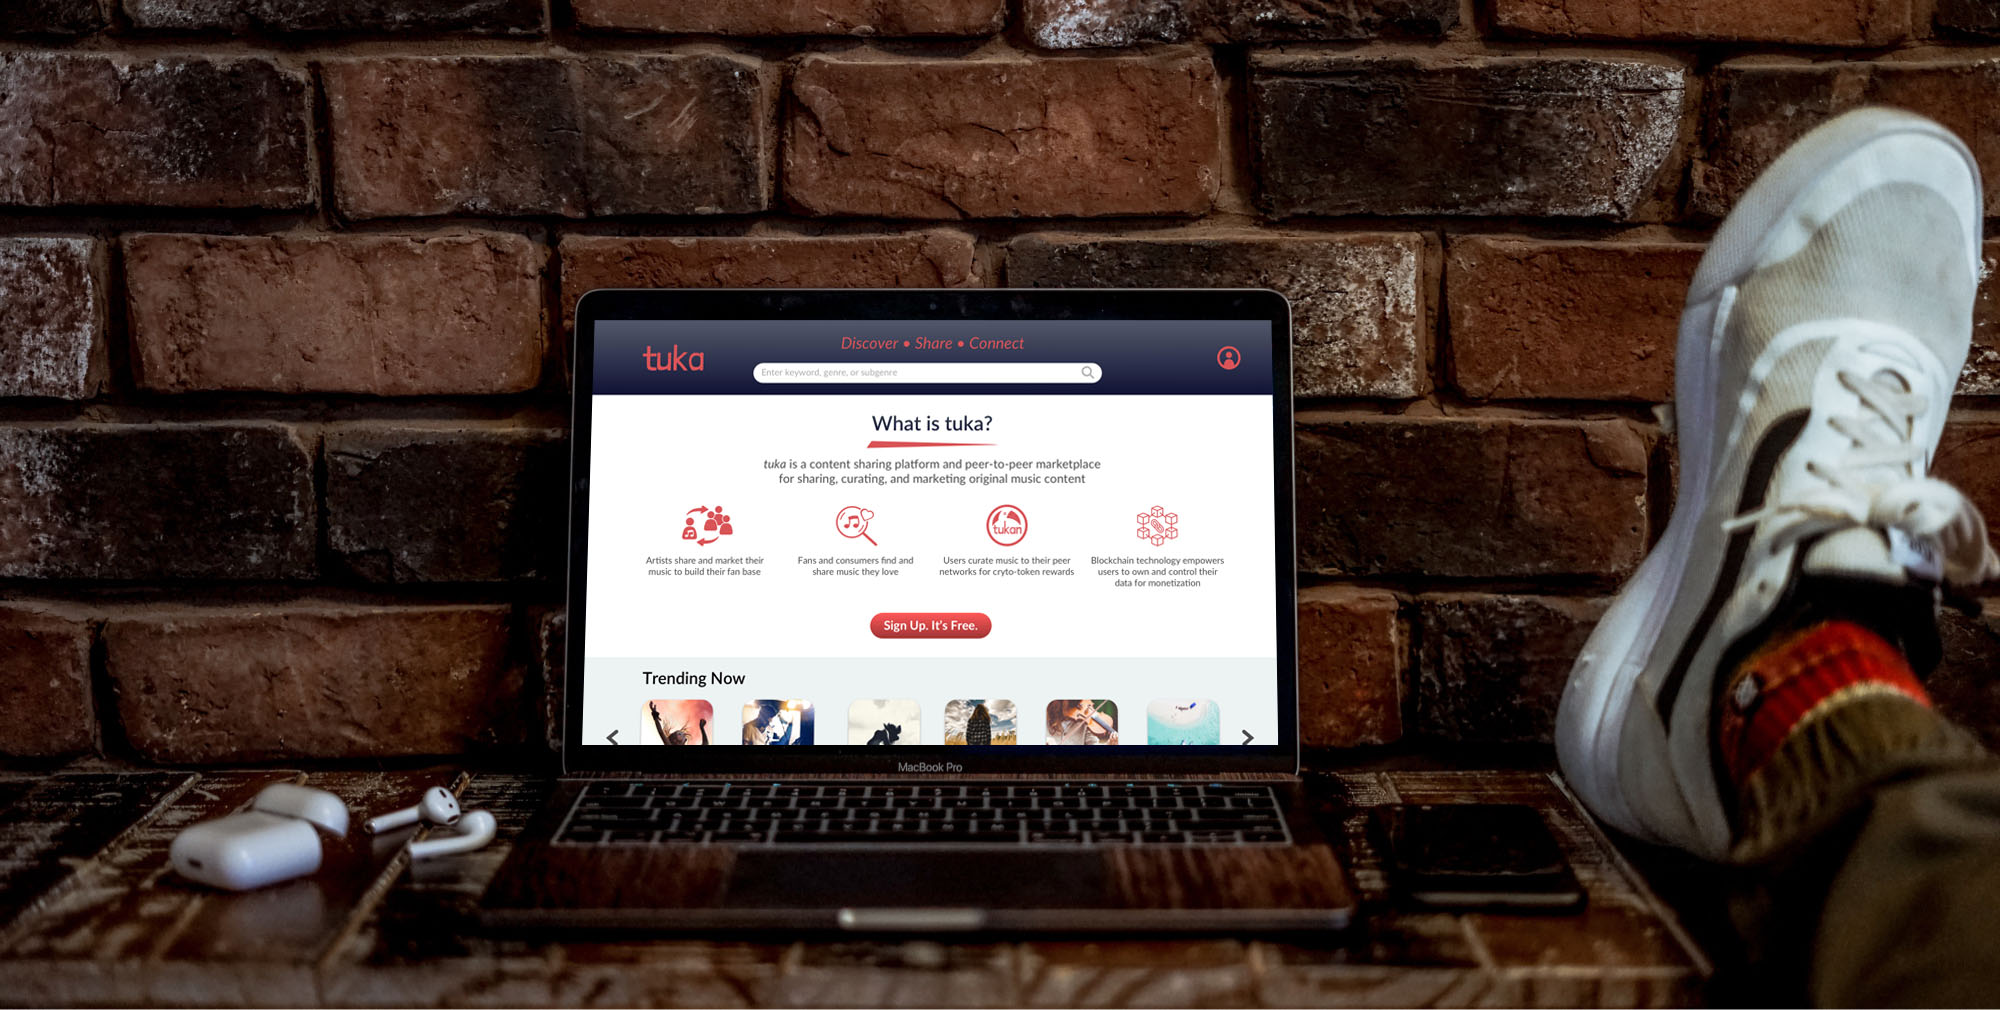 Discover • Share • Connect
tuka
Enter keyword, genre, or subgenre
What is tuka?
tuka is a content sharing platform and peer-to-peer marketplace
for sharing, curating, and marketing original music content
tukan
Artists share and market their
music to build their fan base
Fans and consumers find and
share music they love
Users curate music to their peer
networks for cryto-token rewards
Blockchain technology empowers
users to own and control their
data for monetization
Sign Up. It's Free.
Trending Now
MacBook Pro